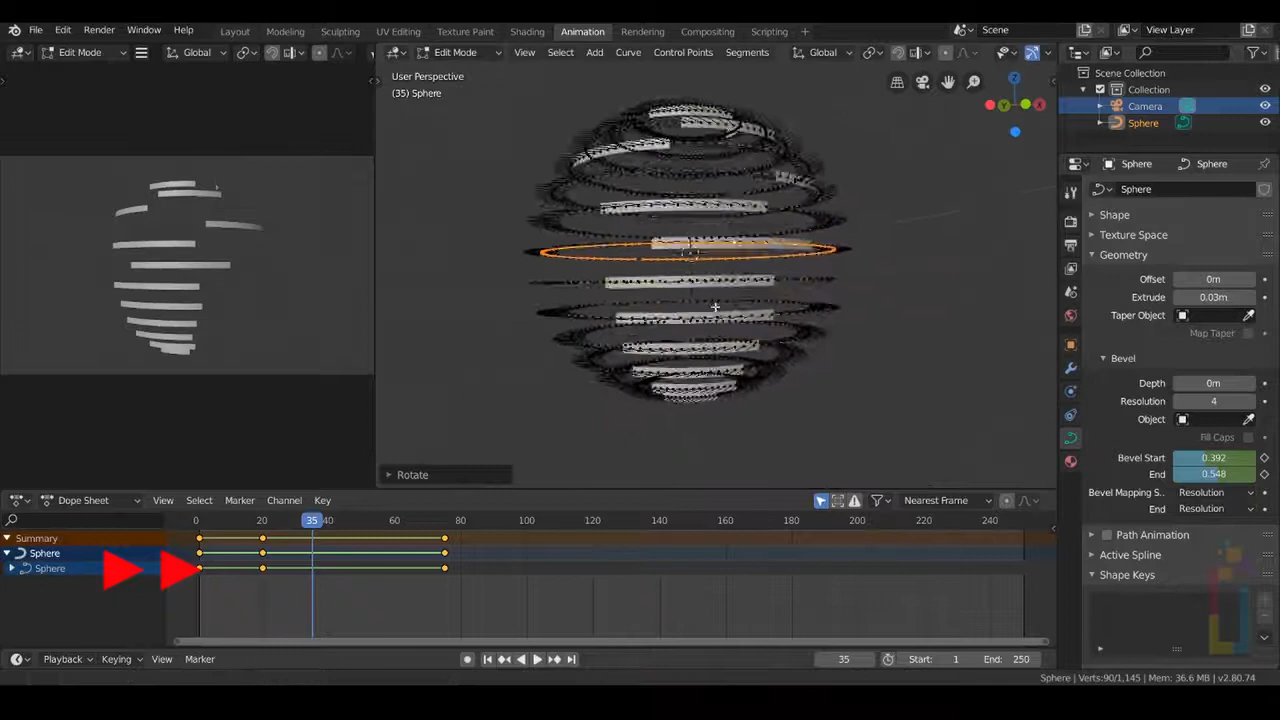 File Edit Render Window Help Layout Modeling Sculpting UV Editing Texture Paint Shading Animation Rendering Compositing Scripting + Scene View Layer
Edit Mode Global Edit Mode View Select Add Curve Control Points Segments Global
User Perspective
(35) Sphere
Z
Y
X
Rotate
Scene Collection
Collection
Camera
Sphere
Sphere Sphere
Sphere
Shape
Texture Space
Geometry
Offset 0m
Extrude 0.03m
Taper Object
Map Taper
Bevel
Depth 0m
Resolution 4
Object
Fill Caps
Bevel Start 0.392
End 0.548
Bevel Mapping S.. Resolution
End Resolution
Path Animation
Active Spline
Shape Keys
Dope Sheet View Select Marker Channel Key Nearest Frame
0 20 35 40 60 80 100 120 140 160 180 200 220 240
Summary
Sphere
Sphere
Playback Keying View Marker 35 Start: 1 End: 250
Sphere | Verts:90/1,145 | Mem: 36.6 MB | v2.80.74